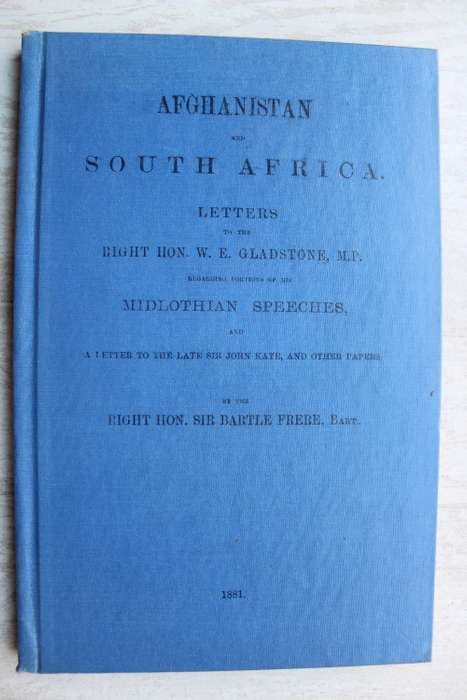 AFGHANISTAN
AND
SOUTH AFRICA.
LETTERS
TO THE
RIGHT HON. W. E. GLADSTONE, M.P.
REGARDING PORTIONS OF HIS
MIDLOTHIAN SPEECHES,
AND
A LETTER TO THE LATE SIR JOHN KAYE, AND OTHER PAPERS,
BY THE
RIGHT HON. SIR BARTLE FRERE, BART.
1881.